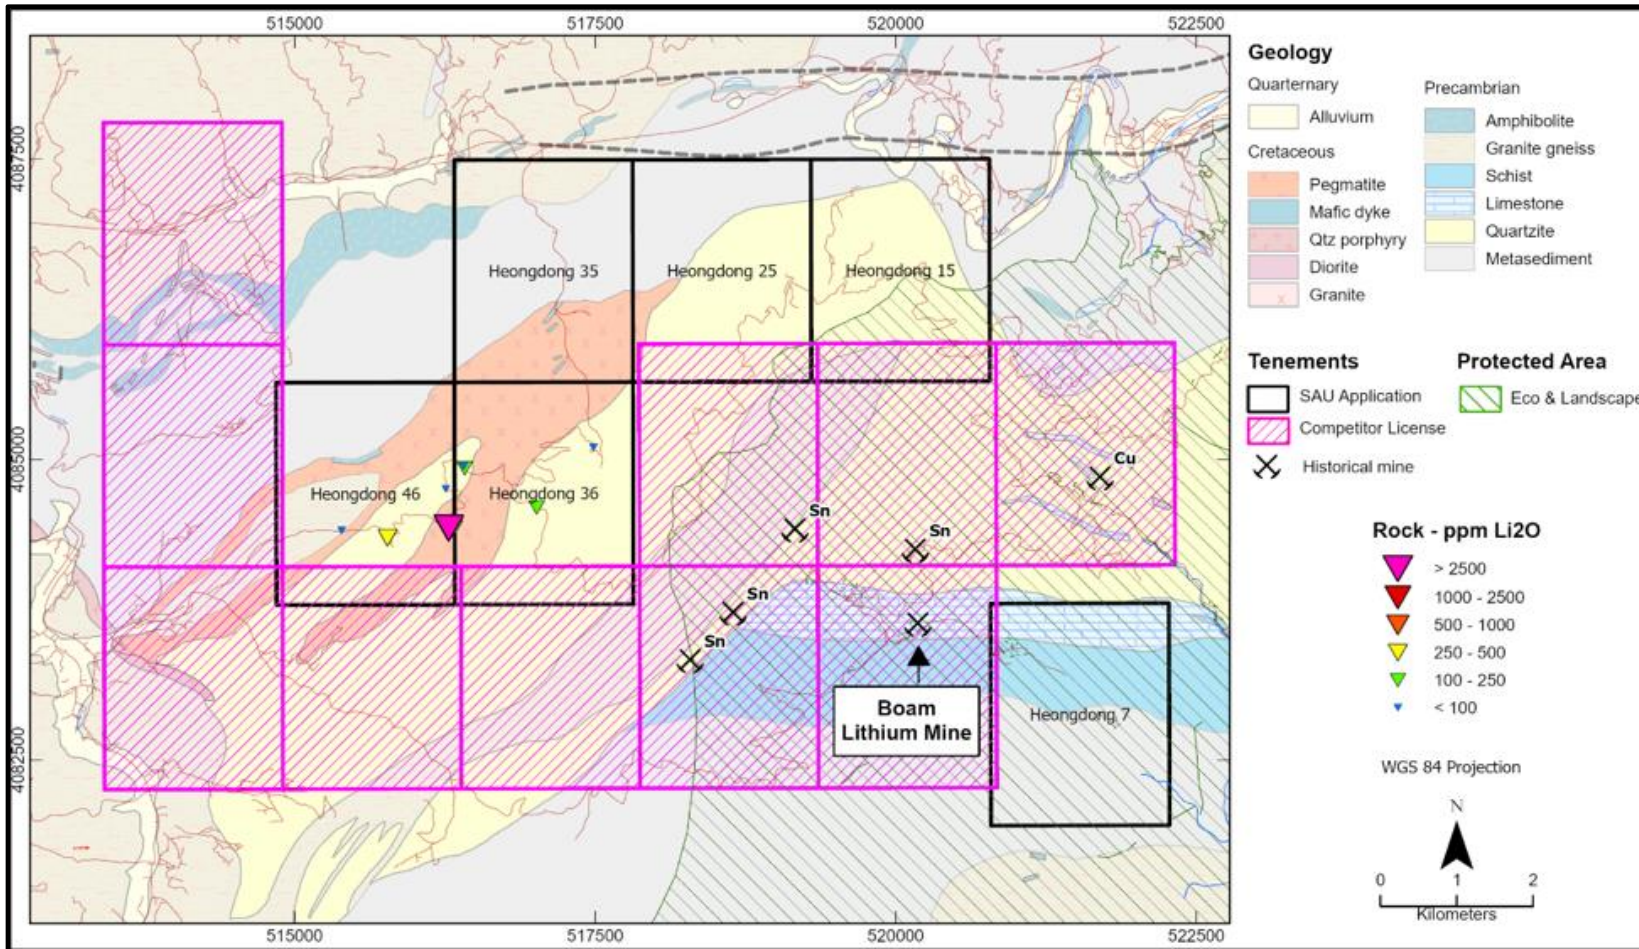 515000
517500
520000
522500
4087500
4085000
4082500
Heongdong 35
Heongdong 25
Heongdong 15
Heongdong 46
Heongdong 36
Heongdong 7
Cu
Sn
Sn
Sn
Sn
Boam
Lithium Mine
515000
517500
520000
522500
Geology
Quarternary
Alluvium
Cretaceous
Pegmatite
Mafic dyke
Qtz porphyry
Diorite
Granite
Precambrian
Amphibolite
Granite gneiss
Schist
Limestone
Quartzite
Metasediment
Tenements
SAU Application
Competitor License
Historical mine
Protected Area
Eco & Landscape
Rock - ppm Li2O
> 2500
1000 - 2500
500 - 1000
250 - 500
100 - 250
< 100
WGS 84 Projection
N
0 1 2
Kilometers